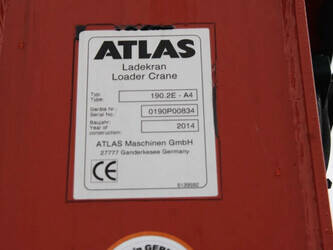 ATLAS
Ladekran
Loader Crane
Typ:
Type:
190.2E - A4
Geräte Nr.:
Serial No.:
0190P00834
Baujahr:
Year of
construction:
2014
ATLAS Maschinen GmbH
27777 Ganderkesee Germany
CE